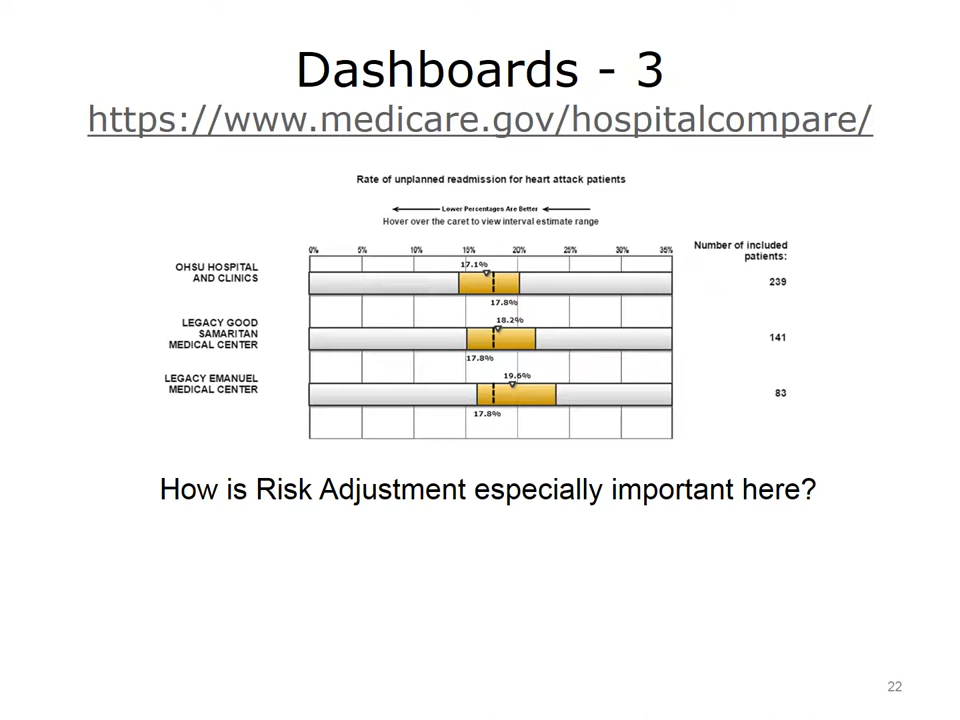 Dashboards - 3
https://www.medicare.gov/hospitalcompare/
Rate of unplanned readmission for heart attack patients
Lower Percentages Are Better
Hover over the caret to view interval estimate range
0% 5% 10% 15% 20% 25% 30% 35%
Number of included
patients:
OHSU HOSPITAL
AND CLINICS
17.1%
17.8%
239
LEGACY GOOD
SAMARITAN
MEDICAL CENTER
18.2%
17.8%
141
LEGACY EMANUEL
MEDICAL CENTER
19.6%
17.8%
83
How is Risk Adjustment especially important here?
22